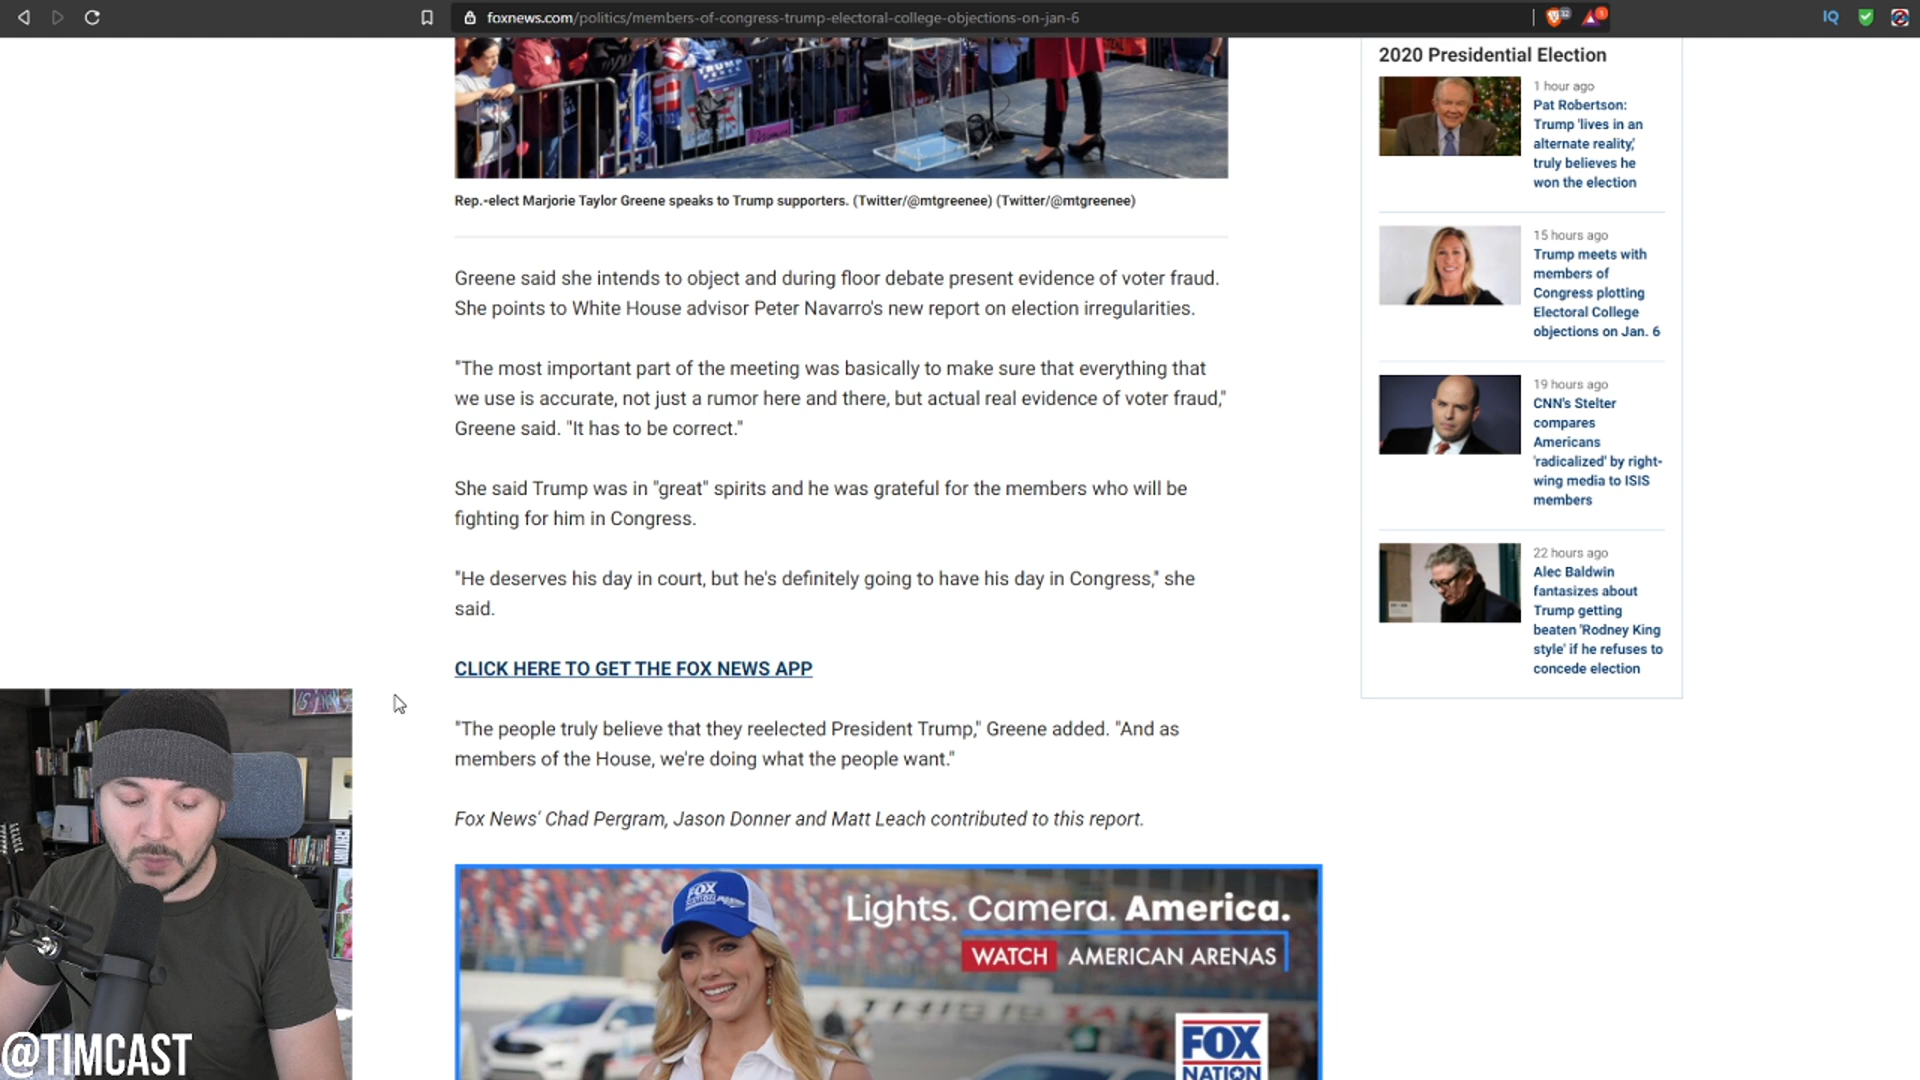 foxnews.com/politics/members-of-congress-trump-electoral-college-objections-on-jan-6
IQ
TRUMP
Rep.-elect Marjorie Taylor Greene speaks to Trump supporters. (Twitter/@mtgreenee) (Twitter/@mtgreenee)
Greene said she intends to object and during floor debate present evidence of voter fraud.
She points to White House advisor Peter Navarro's new report on election irregularities.
"The most important part of the meeting was basically to make sure that everything that
we use is accurate, not just a rumor here and there, but actual real evidence of voter fraud,"
Greene said. "It has to be correct."
She said Trump was in "great" spirits and he was grateful for the members who will be
fighting for him in Congress.
"He deserves his day in court, but he's definitely going to have his day in Congress," she
said.
CLICK HERE TO GET THE FOX NEWS APP
"The people truly believe that they reelected President Trump," Greene added. "And as
members of the House, we're doing what the people want."
Fox News' Chad Pergram, Jason Donner and Matt Leach contributed to this report.
FOX
NATION
Lights. Camera. America.
WATCH AMERICAN ARENAS
THIS IS
FOX
NATION
2020 Presidential Election
1 hour ago
Pat Robertson:
Trump 'lives in an
alternate reality,'
truly believes he
won the election
15 hours ago
Trump meets with
members of
Congress plotting
Electoral College
objections on Jan. 6
19 hours ago
CNN's Stelter
compares
Americans
'radicalized' by right-
wing media to ISIS
members
22 hours ago
Alec Baldwin
fantasizes about
Trump getting
beaten 'Rodney King
style' if he refuses to
concede election
@TIMCAST